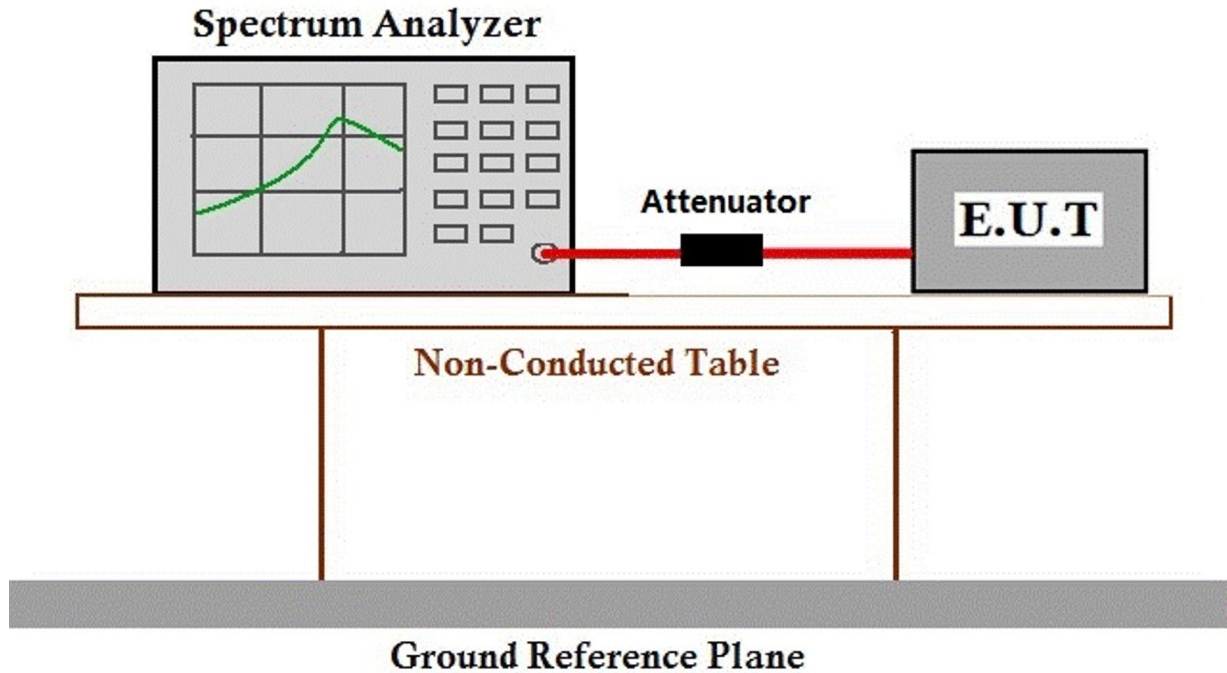 Spectrum Analyzer
Attenuator
E.U.T
Non-Conducted Table
Ground Reference Plane